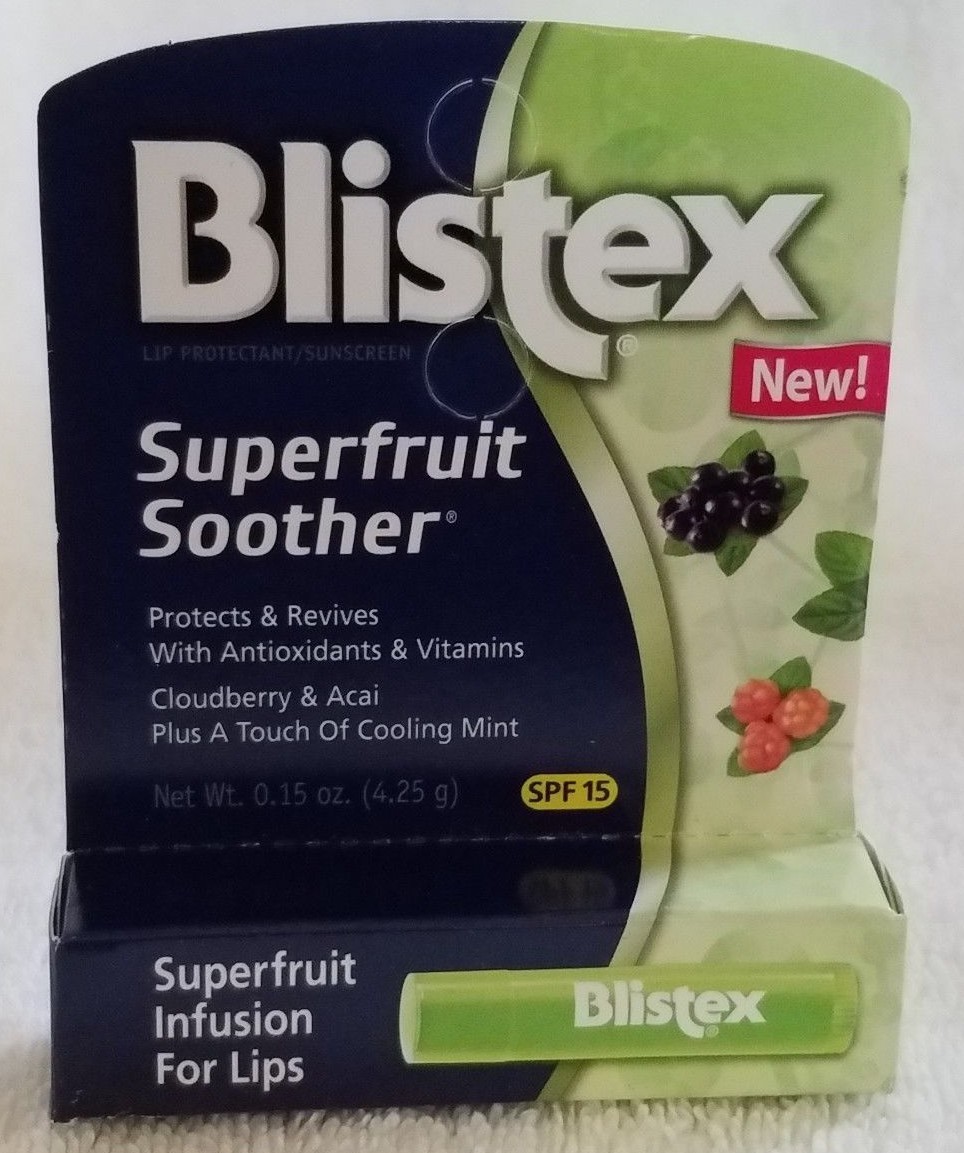 Blistex®
LIP PROTECTANT/SUNSCREEN
New!
Superfruit
Soother®
Protects & Revives
With Antioxidants & Vitamins
Cloudberry & Acai
Plus A Touch Of Cooling Mint
Net Wt. 0.15 oz. (4.25 g)
SPF 15
Superfruit
Infusion
For Lips
Blistex®